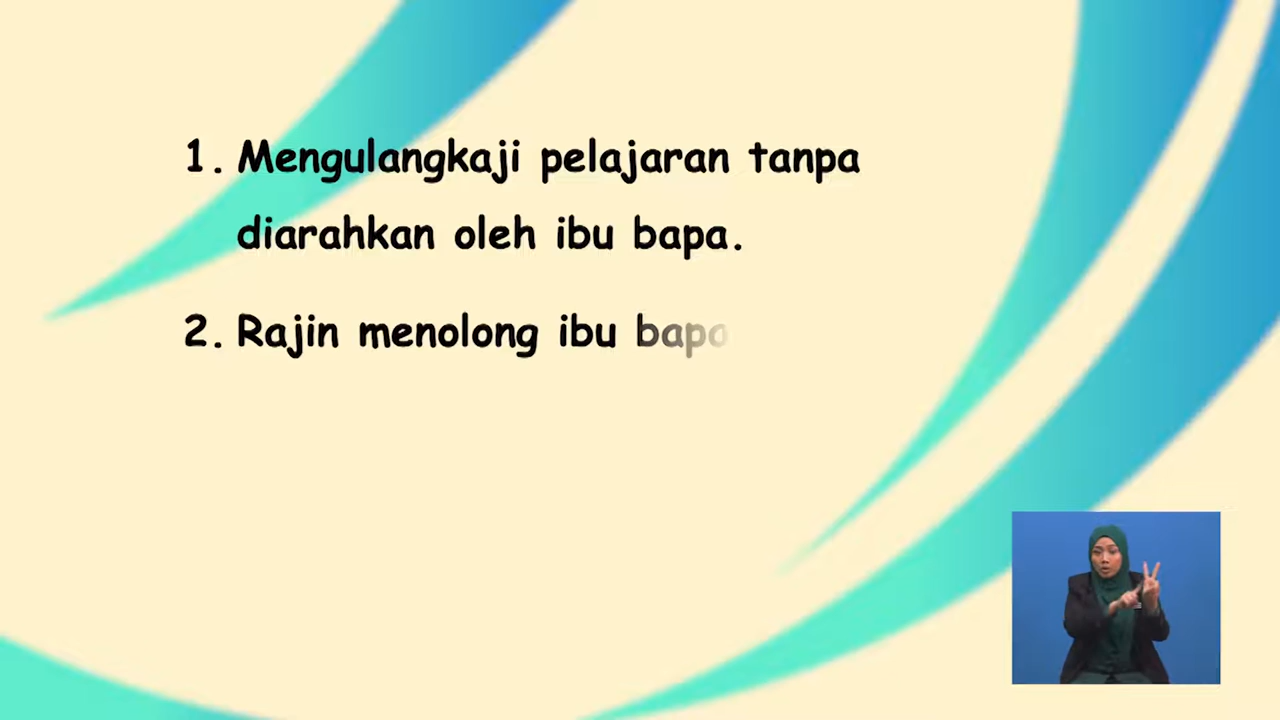 1. Mengulangkaji pelajaran tanpa
diarahkan oleh ibu bapa.
2. Rajin menolong ibu bapa